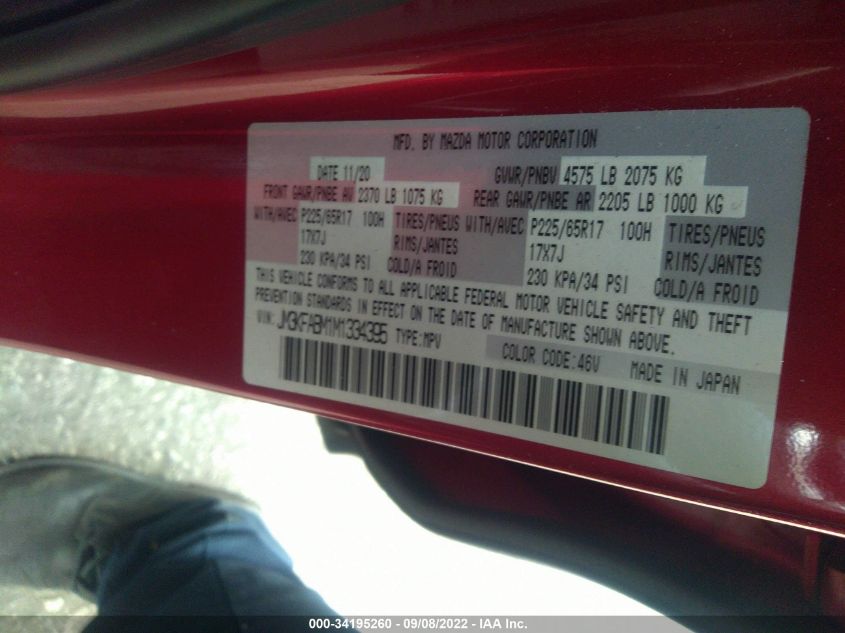 MFD. BY MAZDA MOTOR CORPORATION
DATE 11/20 GVWR/PNBV 4575 LB 2075 KG
FRONT GAWR/PNBE AV 2370 LB 1075 KG REAR GAWR/PNBE AR 2205 LB 1000 KG
WITH/AVEC P225/65R17 100H TIRES/PNEUS WITH/AVEC P225/65R17 100H TIRES/PNEUS
17X7J RIMS/JANTES 17X7J RIMS/JANTES
230 KPA/34 PSI COLD/A FROID 230 KPA/34 PSI COLD/A FROID
THIS VEHICLE CONFORMS TO ALL APPLICABLE FEDERAL MOTOR VEHICLE SAFETY AND THEFT
PREVENTION STANDARDS IN EFFECT ON THE DATE OF MANUFACTURE SHOWN ABOVE.
VIN: JM3KFABM1M1334395 TYPE:MPV COLOR CODE:46V MADE IN JAPAN
000-34195260 - 09/08/2022 - IAA Inc.